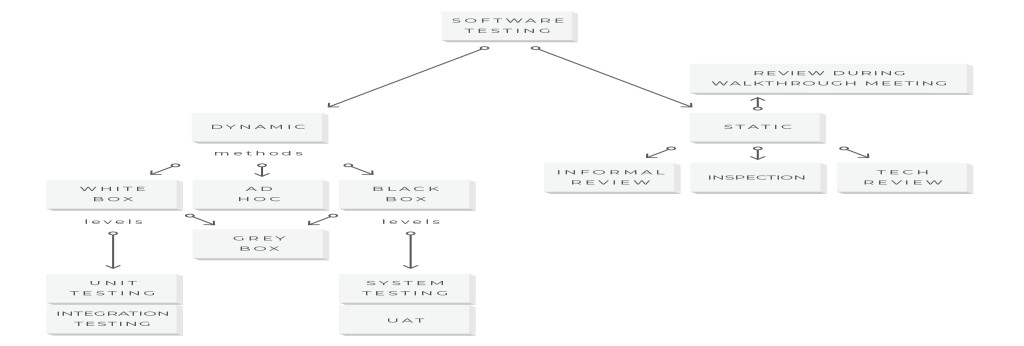 SOFTWARE
TESTING
REVIEW DURING
WALKTHROUGH MEETING
DYNAMIC
STATIC
methods
INFORMAL
REVIEW
INSPECTION
TECH
REVIEW
WHITE
BOX
AD
HOC
BLACK
BOX
levels
levels
GREY
BOX
UNIT
TESTING
SYSTEM
TESTING
INTEGRATION
TESTING
UAT